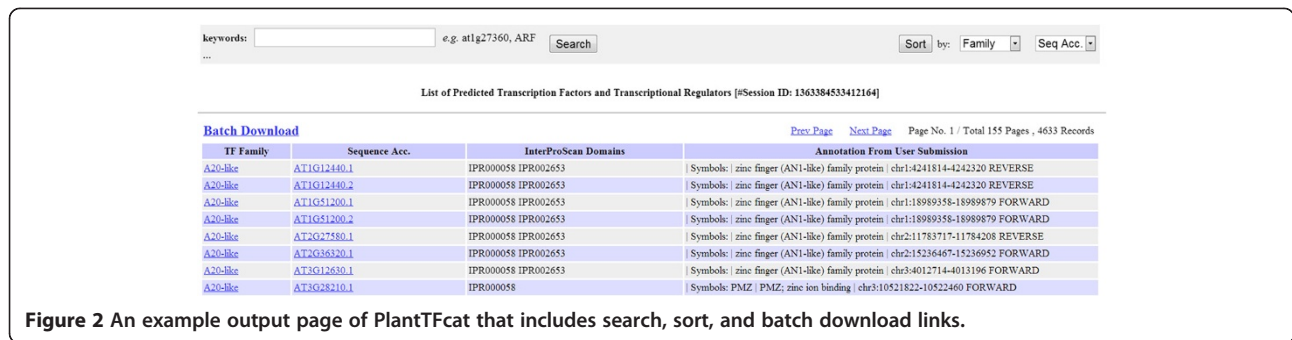 keywords: e.g. at1g27360, ARF Search Sort by: Family Seq Acc.
...
List of Predicted Transcription Factors and Transcriptional Regulators [#Session ID: 1363384533412164]
Batch Download Prev Page Next Page Page No. 1 / Total 155 Pages , 4633 Records
TF Family Sequence Acc. InterProScan Domains Annotation From User Submission
A20-like AT1G12440.1 IPR000058 IPR002653 | Symbols: | zinc finger (AN1-like) family protein | chr1:4241814-4242320 REVERSE
A20-like AT1G12440.2 IPR000058 IPR002653 | Symbols: | zinc finger (AN1-like) family protein | chr1:4241814-4242320 REVERSE
A20-like AT1G51200.1 IPR000058 IPR002653 | Symbols: | zinc finger (AN1-like) family protein | chr1:18989358-18989879 FORWARD
A20-like AT1G51200.2 IPR000058 IPR002653 | Symbols: | zinc finger (AN1-like) family protein | chr1:18989358-18989879 FORWARD
A20-like AT2G27580.1 IPR000058 IPR002653 | Symbols: | zinc finger (AN1-like) family protein | chr2:11783717-11784208 REVERSE
A20-like AT2G36320.1 IPR000058 IPR002653 | Symbols: | zinc finger (AN1-like) family protein | chr2:15236467-15236952 FORWARD
A20-like AT3G12630.1 IPR000058 IPR002653 | Symbols: | zinc finger (AN1-like) family protein | chr3:4012714-4013196 FORWARD
A20-like AT3G28210.1 IPR000058 | Symbols: PMZ | PMZ; zinc ion binding | chr3:10521822-10522460 FORWARD
Figure 2 An example output page of PlantTFcat that includes search, sort, and batch download links.